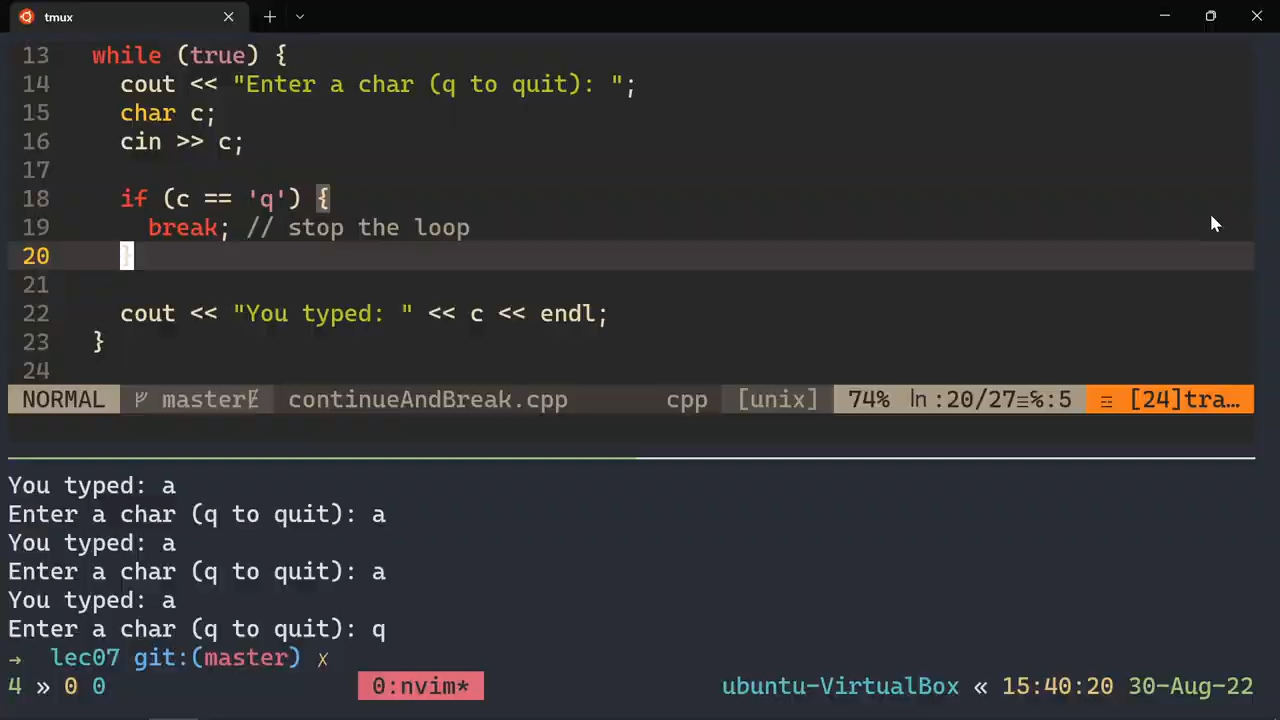 tmux
13 while (true) {
14 cout << "Enter a char (q to quit): ";
15 char c;
16 cin >> c;
17
18 if (c == 'q') {
19 break; // stop the loop
20 }
21
22 cout << "You typed: " << c << endl;
23 }
24
NORMAL master continueAndBreak.cpp cpp [unix] 74% ln :20/27≡%:5 [24]tra…
You typed: a
Enter a char (q to quit): a
You typed: a
Enter a char (q to quit): a
You typed: a
Enter a char (q to quit): q
→ lec07 git:(master) ✗
4 » 0 0 0:nvim* ubuntu-VirtualBox « 15:40:20 30-Aug-22